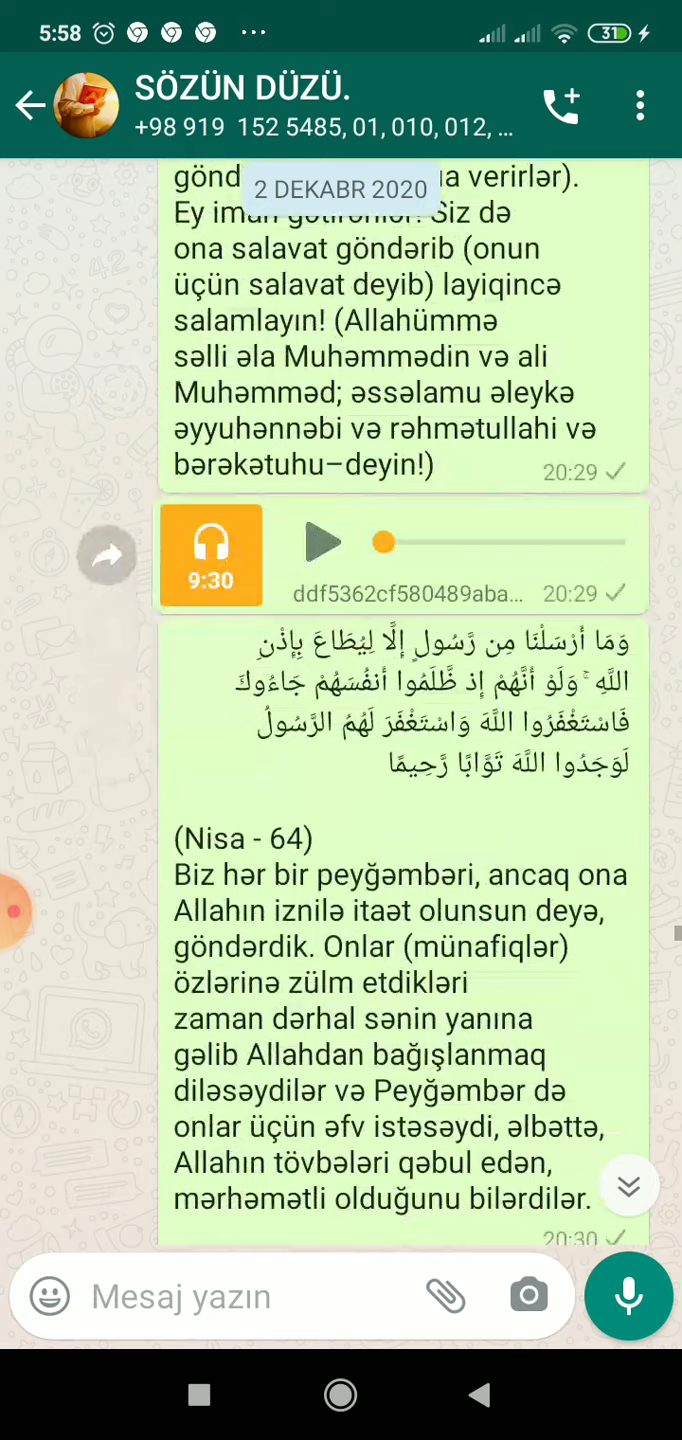 5:58 ... 31
SÖZÜN DÜZÜ.
+98 919 152 5485, 01, 010, 012, ...
2 DEKABR 2020
verirlər).
Siz də
ona salavat göndərib (onun
üçün salavat deyib) layiqincə
salamlayın! (Allahümmə
səlli əla Muhəmmədin və ali
Muhəmməd; əssəlamu əleykə
əyyuhənnəbi və rəhmətullahi və
bərəkətuhu–deyin!) 20:29
9:30
ddf5362cf580489aba... 20:29
وَمَا أَرْسَلْنَا مِن رَّسُولٍ إِلَّا لِيُطَاعَ بِإِذْنِ
اللَّهِ ۚ وَلَوْ أَنَّهُمْ إِذ ظَّلَمُوا أَنفُسَهُمْ جَاءُوكَ
فَاسْتَغْفَرُوا اللَّهَ وَاسْتَغْفَرَ لَهُمُ الرَّسُولُ
لَوَجَدُوا اللَّهَ تَوَّابًا رَّحِيمًا
(Nisa - 64)
Biz hər bir peyğəmbəri, ancaq ona
Allahın iznilə itaət olunsun deyə,
göndərdik. Onlar (münafiqlər)
özlərinə zülm etdikləri
zaman dərhal sənin yanına
gəlib Allahdan bağışlanmaq
diləsəydilər və Peyğəmbər də
onlar üçün əfv istəsəydi, əlbəttə,
Allahın tövbələri qəbul edən,
mərhəmətli olduğunu bilərdilər.
20:30
Mesaj yazın